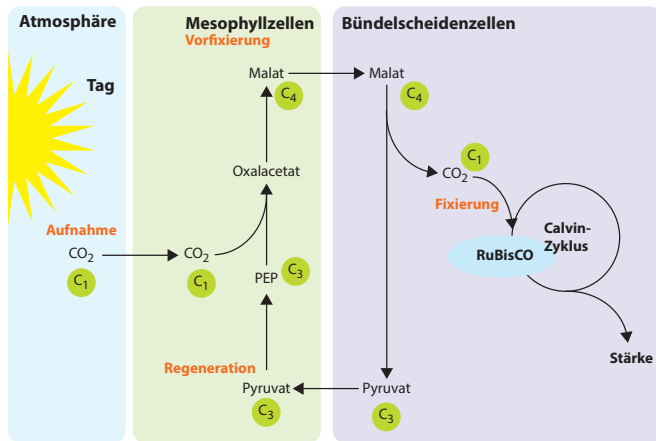 Atmosphäre
Mesophyllzellen
Bündelscheidenzellen
Vorfixierung
Tag
Malat
C4
Malat
C4
Oxalacetat
CO2
C1
Aufnahme
Fixierung
CO2
C1
CO2
C1
PEP
C3
RuBisCO
Calvin-
Zyklus
Stärke
Regeneration
Pyruvat
C3
Pyruvat
C3